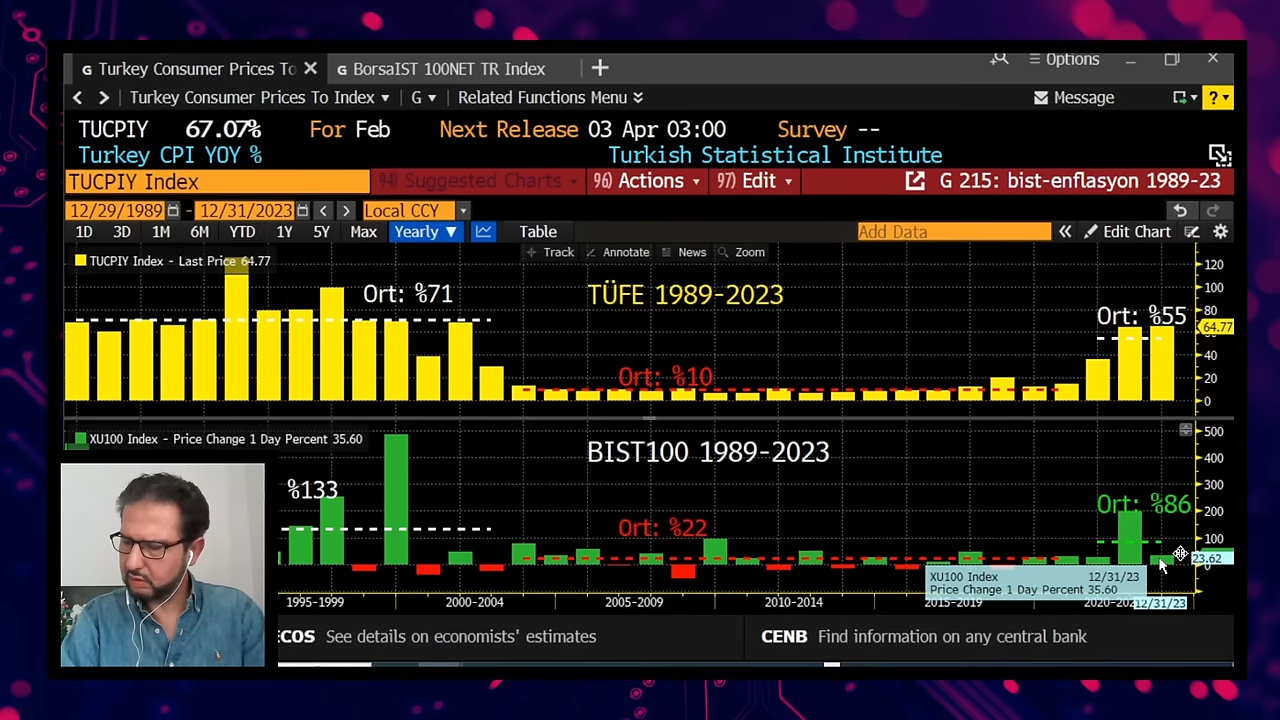 G Turkey Consumer Prices To × G BorsaIST 100NET TR Index +
Options
Turkey Consumer Prices To Index G Related Functions Menu Message ?
TUCPIY 67.07% For Feb Next Release 03 Apr 03:00 Survey --
Turkey CPI YOY % Turkish Statistical Institute
TUCPIY Index 94) Suggested Charts 96) Actions 97) Edit G 215: bist-enflasyon 1989-23
12/29/1989 - 12/31/2023 Local CCY
1D 3D 1M 6M YTD 1Y 5Y Max Yearly Table Add Data Edit Chart
Track Annotate News Zoom
TUCPIY Index - Last Price 64.77
Ort: %71
TÜFE 1989-2023
Ort: %55
Ort: %10
120
100
80
64.77
40
20
0
XU100 Index - Price Change 1 Day Percent 35.60
BIST100 1989-2023
%133
Ort: %22
Ort: %86
500
400
300
200
100
23.62
0
XU100 Index 12/31/23
Price Change 1 Day Percent 35.60
1995-1999 2000-2004 2005-2009 2010-2014 2015-2019 12/31/23
ECOS See details on economists' estimates CENB Find information on any central bank